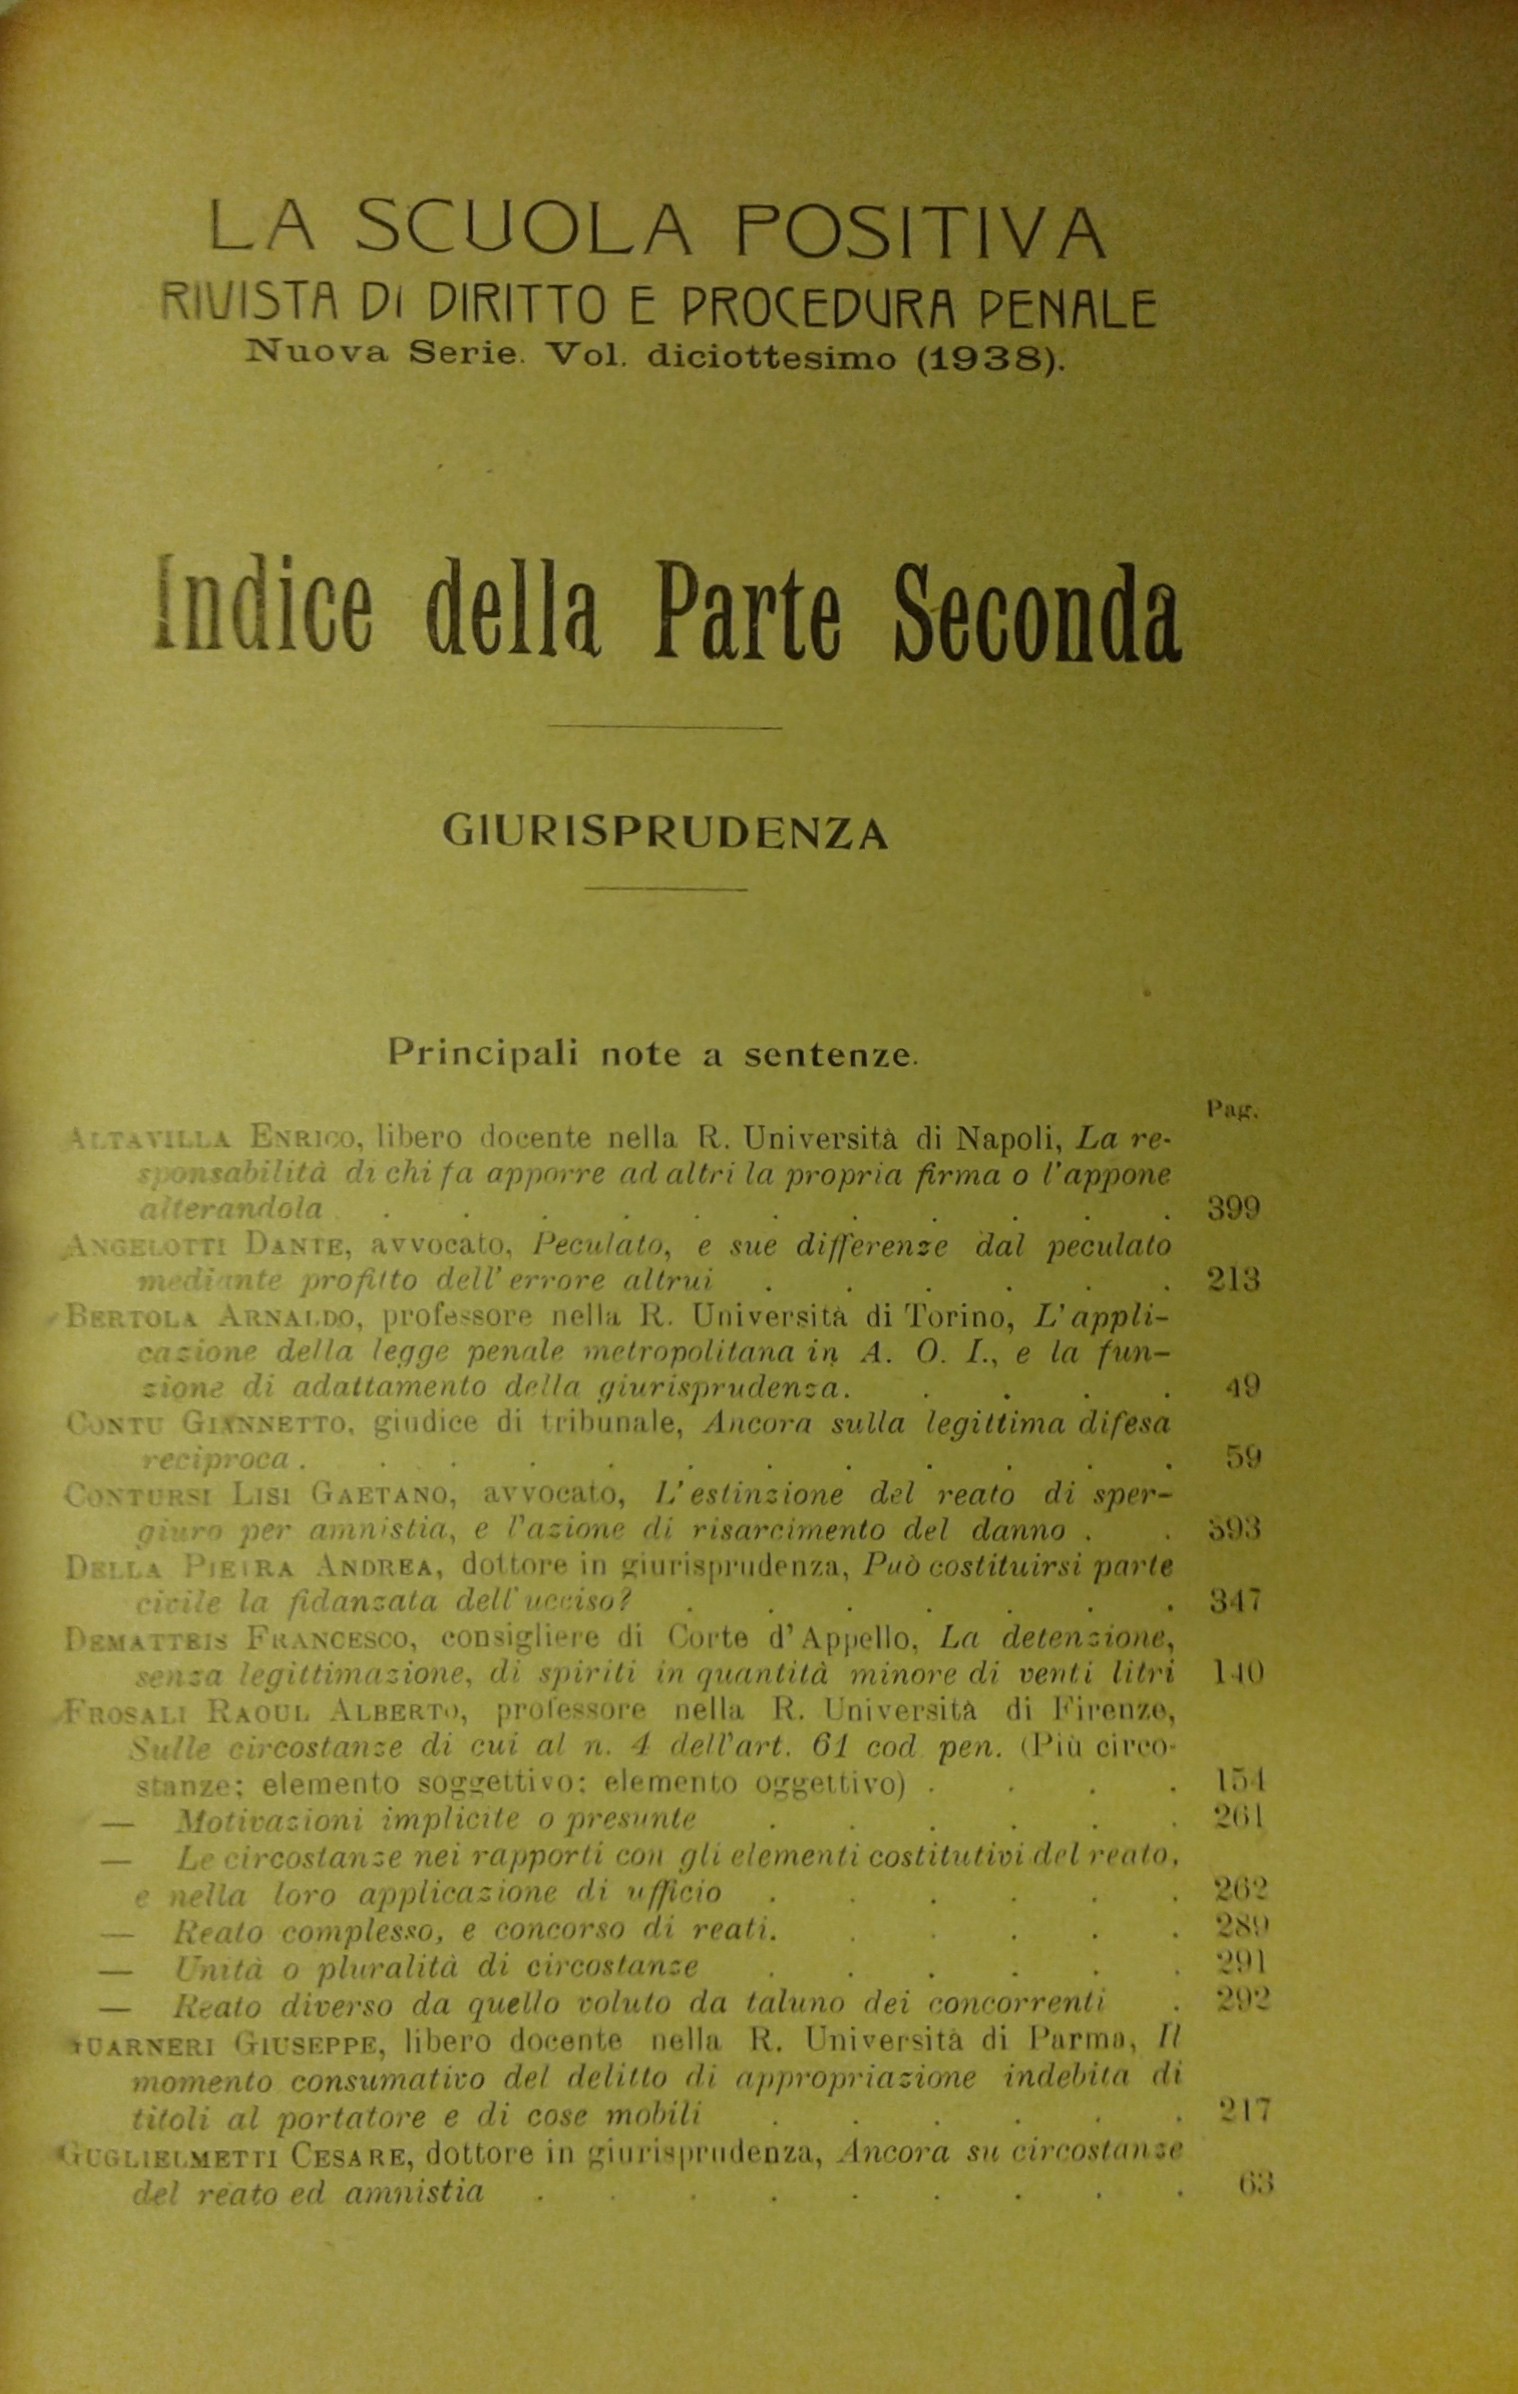 LA SCUOLA POSITIVA
RIVISTA DI DIRITTO E PROCEDURA PENALE
Nuova Serie. Vol. diciottesimo (1938).
Indice della Parte Seconda
GIURISPRUDENZA
Principali note a sentenze.
Pag.
ALTAVILLA ENRICO, libero docente nella R. Università di Napoli, La re-
sponsabilità di chi fa apporre ad altri la propria firma o l'appone
alterandola . . . . . . . . . . . 399
ANGELOTTI DANTE, avvocato, Peculato, e sue differenze dal peculato
mediante profitto dell'errore altrui . . . . . . 213
BERTOLA ARNALDO, professore nella R. Università di Torino, L'appli-
cazione della legge penale metropolitana in A. O. I., e la fun-
zione di adattamento della giurisprudenza. . . . . 49
CONTU GIANNETTO, giudice di tribunale, Ancora sulla legittima difesa
reciproca . . . . . . . . . . . . 59
CONTURSI LISI GAETANO, avvocato, L'estinzione del reato di sper-
giuro per amnistia, e l'azione di risarcimento del danno . . 393
DELLA PIETRA ANDREA, dottore in giurisprudenza, Può costituirsi parte
civile la fidanzata dell'ucciso? . . . . . . . 347
DEMATTEIS FRANCESCO, consigliere di Corte d'Appello, La detenzione,
senza legittimazione, di spiriti in quantità minore di venti litri 140
FROSALI RAOUL ALBERTO, professore nella R. Università di Firenze,
Sulle circostanze di cui al n. 4 dell'art. 61 cod. pen. (Più circo-
stanze; elemento soggettivo; elemento oggettivo) . . . . 154
— Motivazioni implicite o presunte . . . . . . 261
— Le circostanze nei rapporti con gli elementi costitutivi del reato,
e nella loro applicazione di ufficio . . . . . . 262
— Reato complesso, e concorso di reati. . . . . . 289
— Unità o pluralità di circostanze . . . . . . 291
— Reato diverso da quello voluto da taluno dei concorrenti . 292
GUARNERI GIUSEPPE, libero docente nella R. Università di Parma, Il
momento consumativo del delitto di appropriazione indebita di
titoli al portatore e di cose mobili . . . . . . 217
GUGLIELMETTI CESARE, dottore in giurisprudenza, Ancora su circostanze
del reato ed amnistia . . . . . . . . . 63